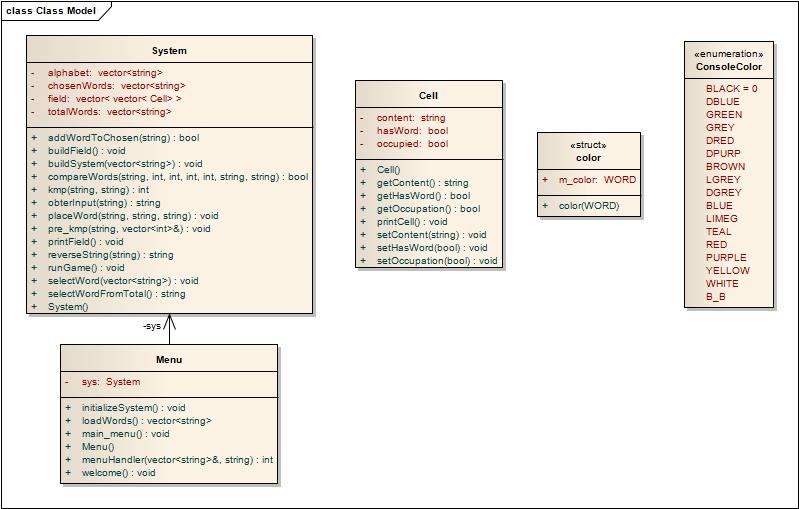 class Class Model
System
- alphabet: vector<string>
- chosenWords: vector<string>
- field: vector< vector< Cell> >
- totalWords: vector<string>
+ addWordToChosen(string) : bool
+ buildField() : void
+ buildSystem(vector<string>) : void
+ compareWords(string, int, int, int, int, string, string) : bool
+ kmp(string, string) : int
+ obterInput(string) : string
+ placeWord(string, string, string) : void
+ pre_kmp(string, vector<int>&) : void
+ printField() : void
+ reverseString(string) : string
+ runGame() : void
+ selectWord(vector<string>) : void
+ selectWordFromTotal() : string
+ System()
-sys
Menu
- sys: System
+ initializeSystem() : void
+ loadWords() : vector<string>
+ main_menu() : void
+ Menu()
+ menuHandler(vector<string>&, string) : int
+ welcome() : void
Cell
- content: string
- hasWord: bool
- occupied: bool
+ Cell()
+ getContent() : string
+ getHasWord() : bool
+ getOccupation() : bool
+ printCell() : void
+ setContent(string) : void
+ setHasWord(bool) : void
+ setOccupation(bool) : void
«struct»
color
+ m_color: WORD
+ color(WORD)
«enumeration»
ConsoleColor
BLACK = 0
DBLUE
GREEN
GREY
DRED
DPURP
BROWN
LGREY
DGREY
BLUE
LIMEG
TEAL
RED
PURPLE
YELLOW
WHITE
B_B